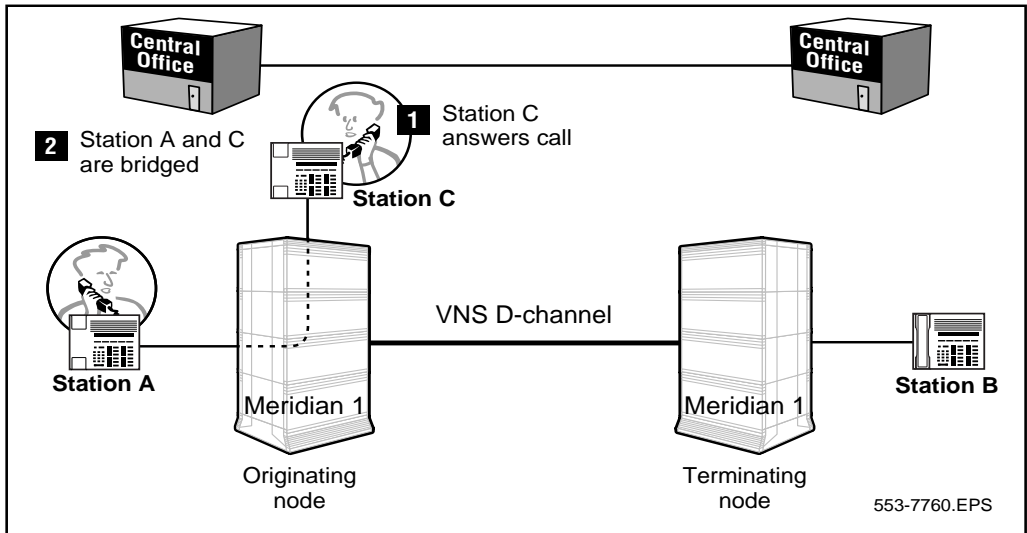 Central
Office
Central
Office
2 Station A and C
are bridged
1 Station C
answers call
Station C
VNS D-channel
Station A
Station B
Meridian 1
Meridian 1
Originating
node
Terminating
node
553-7760.EPS